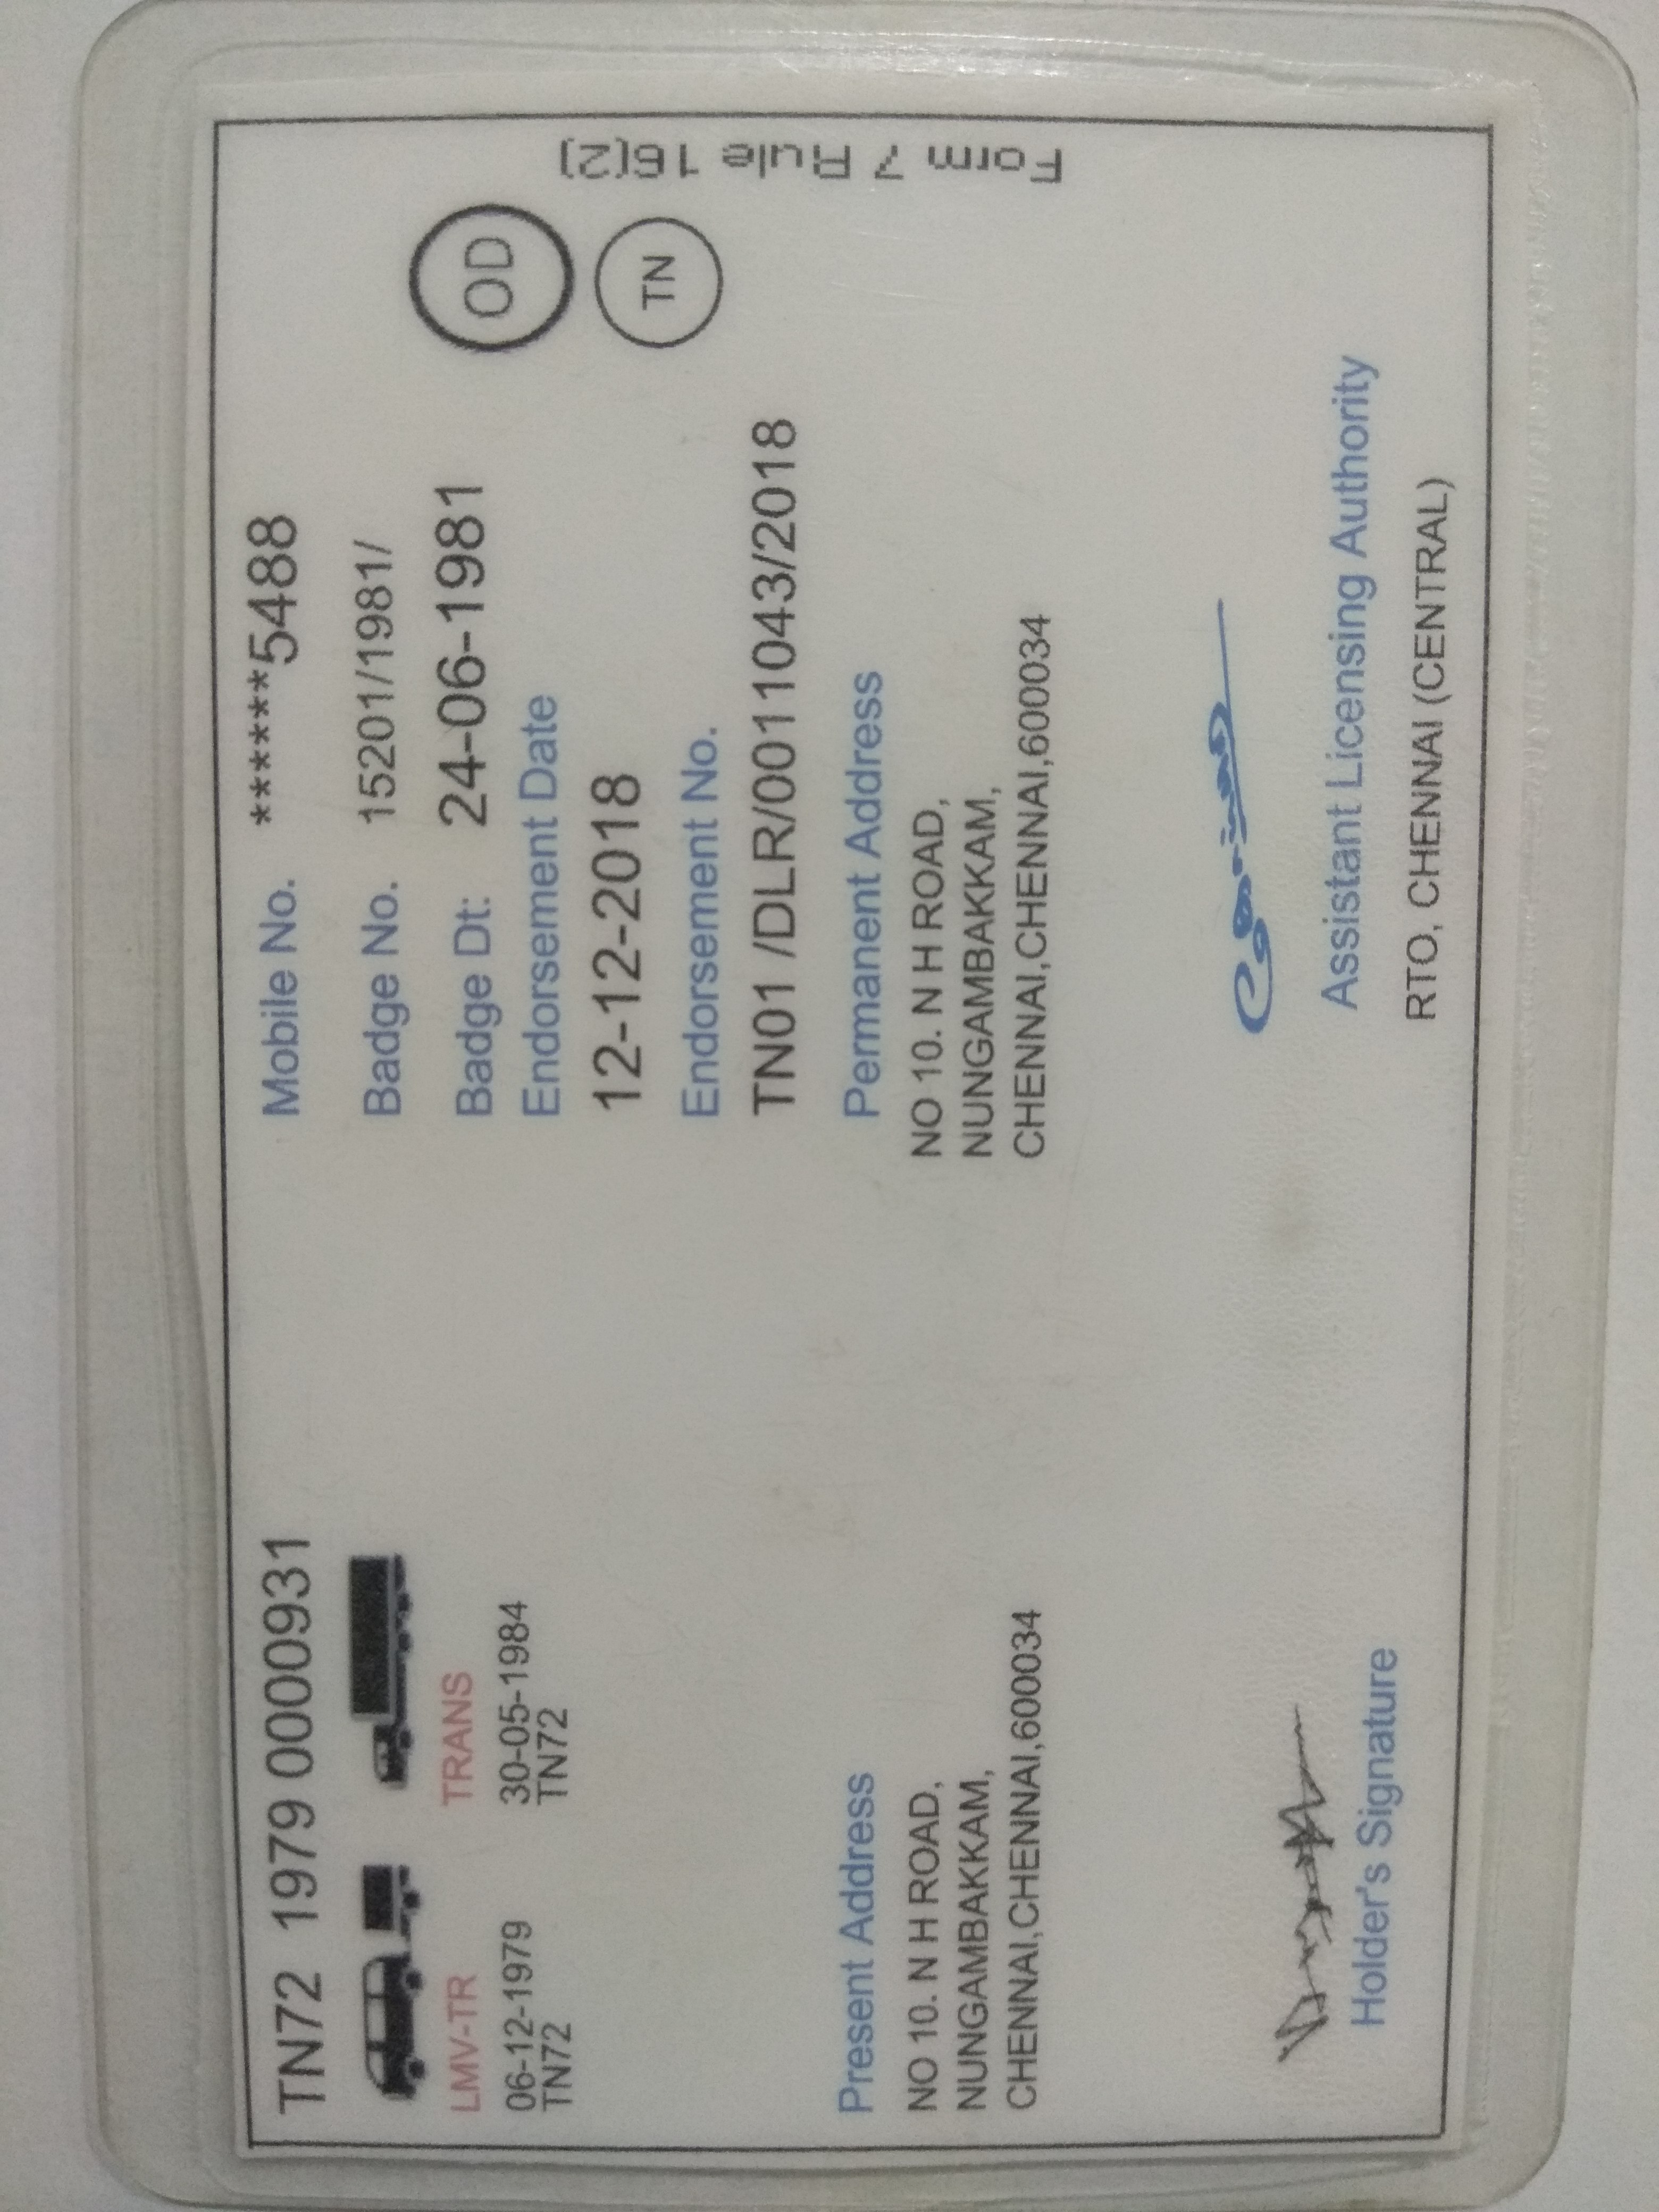 TN72 1979 0000931
LMV-TR TRANS
06-12-1979 30-05-1984
TN72 TN72
Mobile No. *****5488
Badge No. 15201/1981/
Badge Dt: 24-06-1981
Endorsement Date
12-12-2018
Endorsement No.
TN01 /DLR/0011043/2018
OD
TN
Form 7 Rule 16(2)
Present Address
NO 10. N H ROAD,
NUNGAMBAKKAM,
CHENNAI,CHENNAI,600034
Permanent Address
NO 10. N H ROAD,
NUNGAMBAKKAM,
CHENNAI,CHENNAI,600034
Holder's Signature
Assistant Licensing Authority
RTO, CHENNAI (CENTRAL)